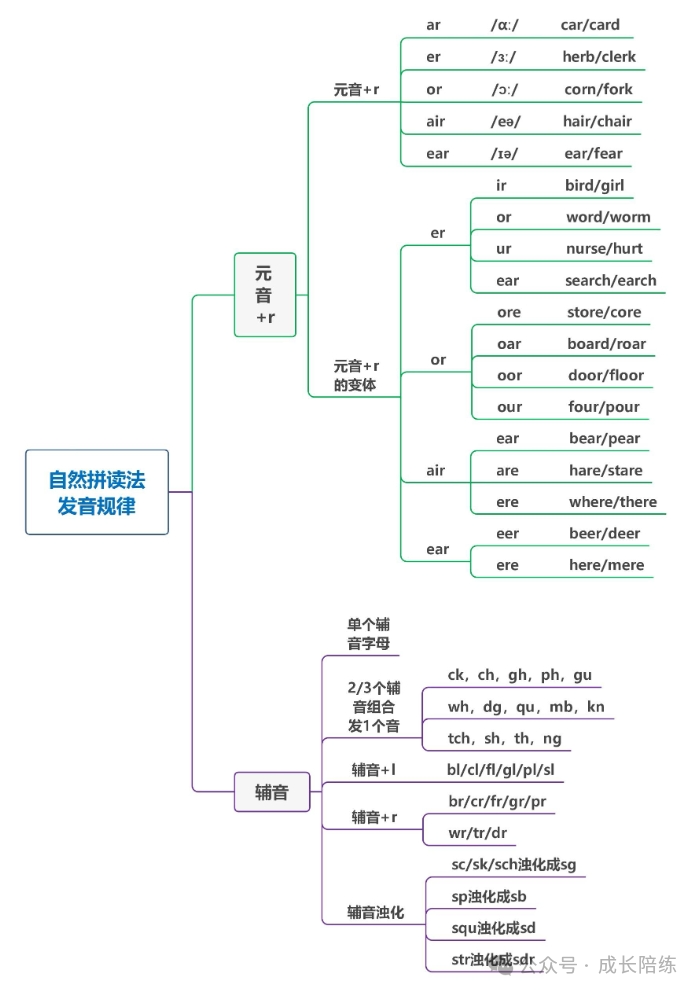 自然拼读法
发音规律
元
音
+r
元音+r
ar /ɑː/ car/card
er /ɜː/ herb/clerk
or /ɔː/ corn/fork
air /eə/ hair/chair
ear /ɪə/ ear/fear
元音+r
的变体
er
ir bird/girl
or word/worm
ur nurse/hurt
ear search/earch
or
ore store/core
oar board/roar
oor door/floor
our four/pour
air
ear bear/pear
are hare/stare
ere where/there
ear
eer beer/deer
ere here/mere
辅音
单个辅
音字母
2/3个辅
音组合
发1个音
ck, ch, gh, ph, gu
wh, dg, qu, mb, kn
tch, sh, th, ng
辅音+l
bl/cl/fl/gl/pl/sl
辅音+r
br/cr/fr/gr/pr
wr/tr/dr
辅音浊化
sc/sk/sch浊化成sg
sp浊化成sb
squ浊化成sd
str浊化成sdr
公众号 · 成长陪练